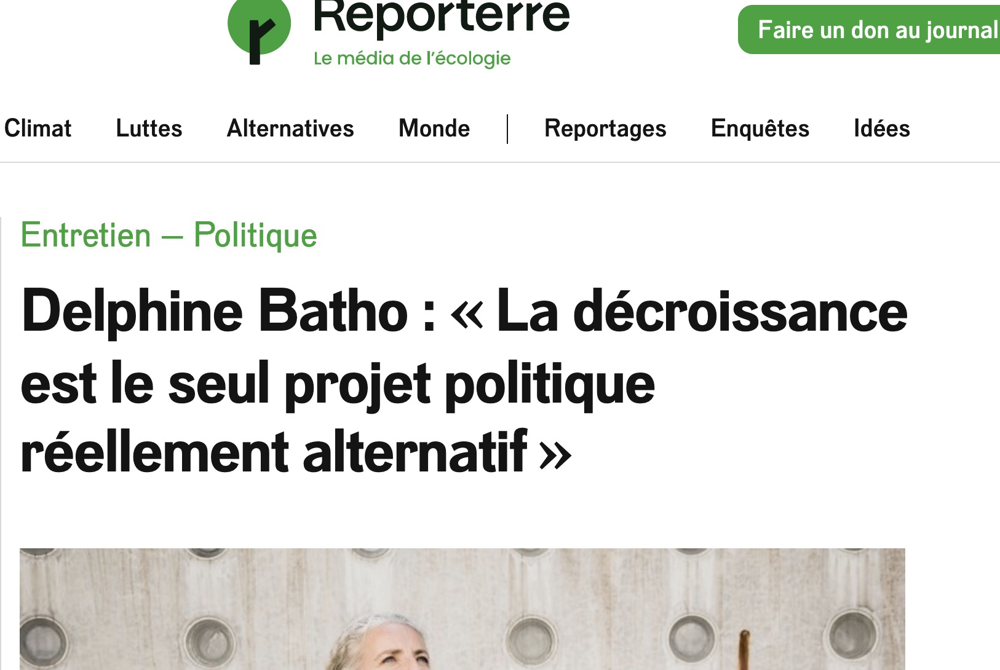 Reporterre
Le média de l’écologie
Faire un don au journal
Climat Luttes Alternatives Monde Reportages Enquêtes Idées
Entretien — Politique
Delphine Batho : « La décroissance
est le seul projet politique
réellement alternatif »